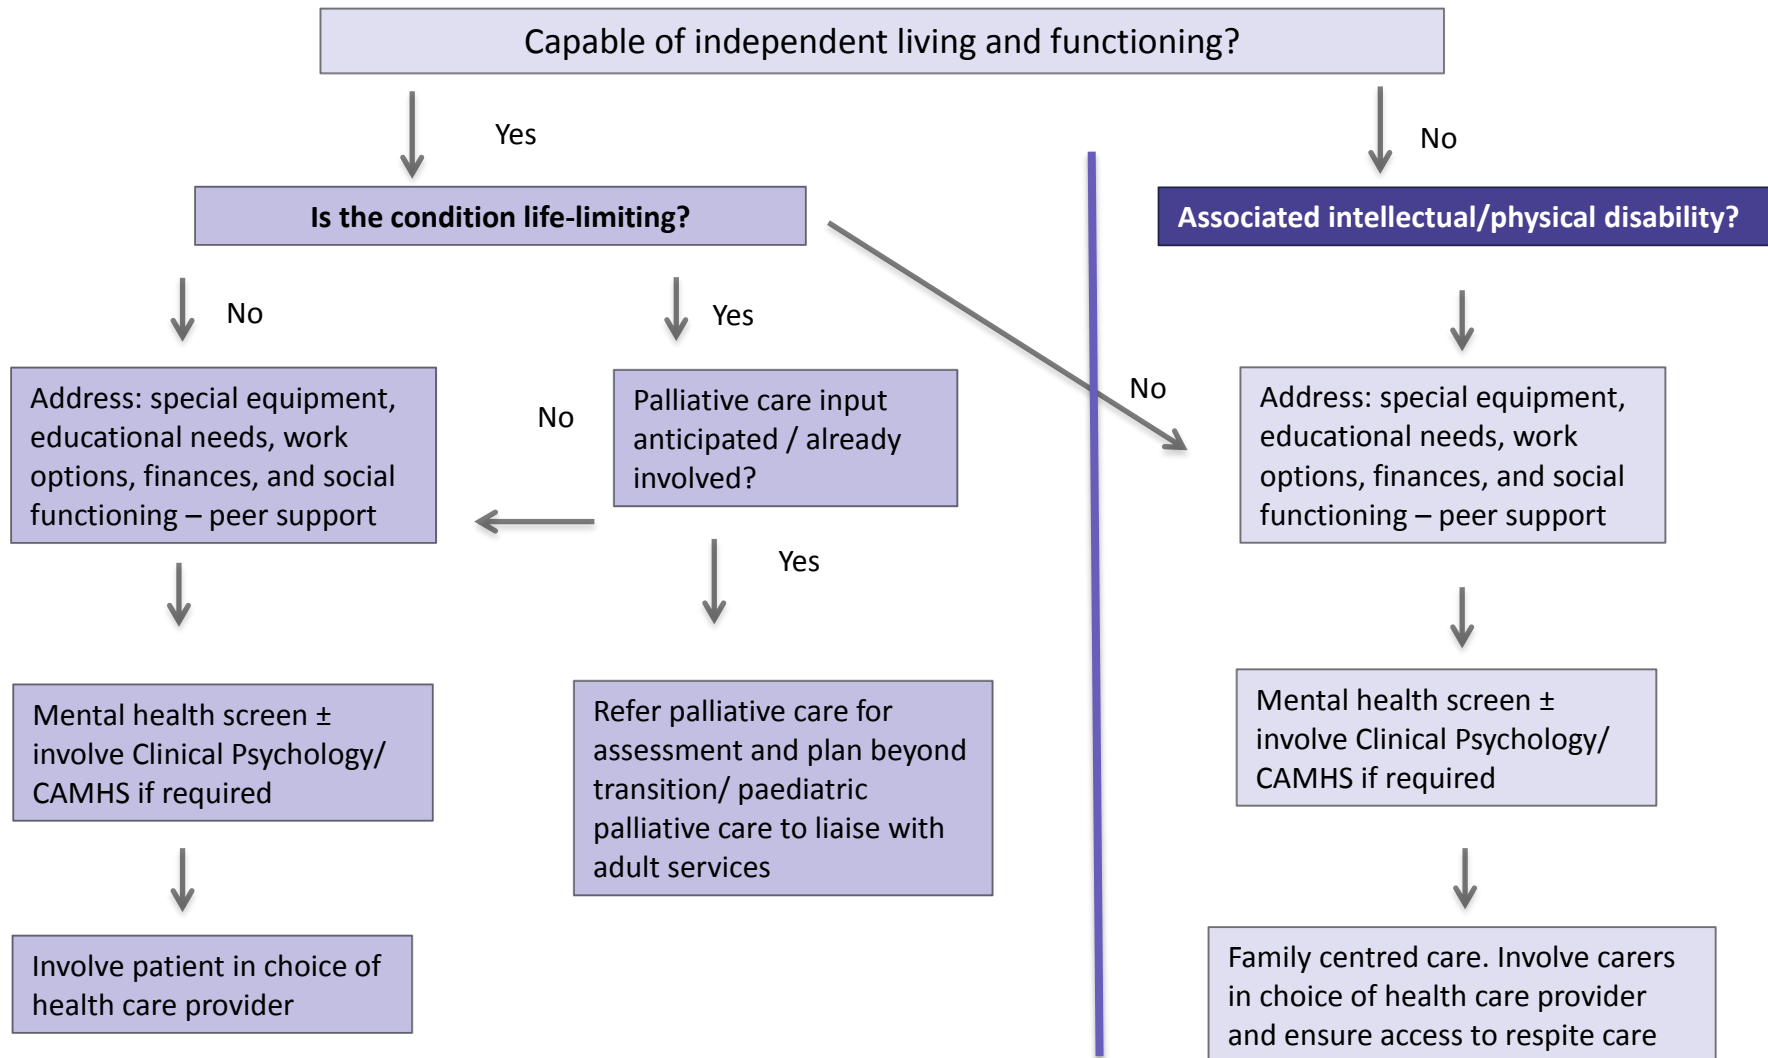 Capable of independent living and functioning?
Yes
No
Is the condition life-limiting?
Associated intellectual/physical disability?
No
Yes
Address: special equipment,
educational needs, work
options, finances, and social
functioning – peer support
No
Palliative care input
anticipated / already
involved?
No
Address: special equipment,
educational needs, work
options, finances, and social
functioning – peer support
Yes
Mental health screen ±
involve Clinical Psychology/
CAMHS if required
Refer palliative care for
assessment and plan beyond
transition/ paediatric
palliative care to liaise with
adult services
Mental health screen ±
involve Clinical Psychology/
CAMHS if required
Involve patient in choice of
health care provider
Family centred care. Involve carers
in choice of health care provider
and ensure access to respite care